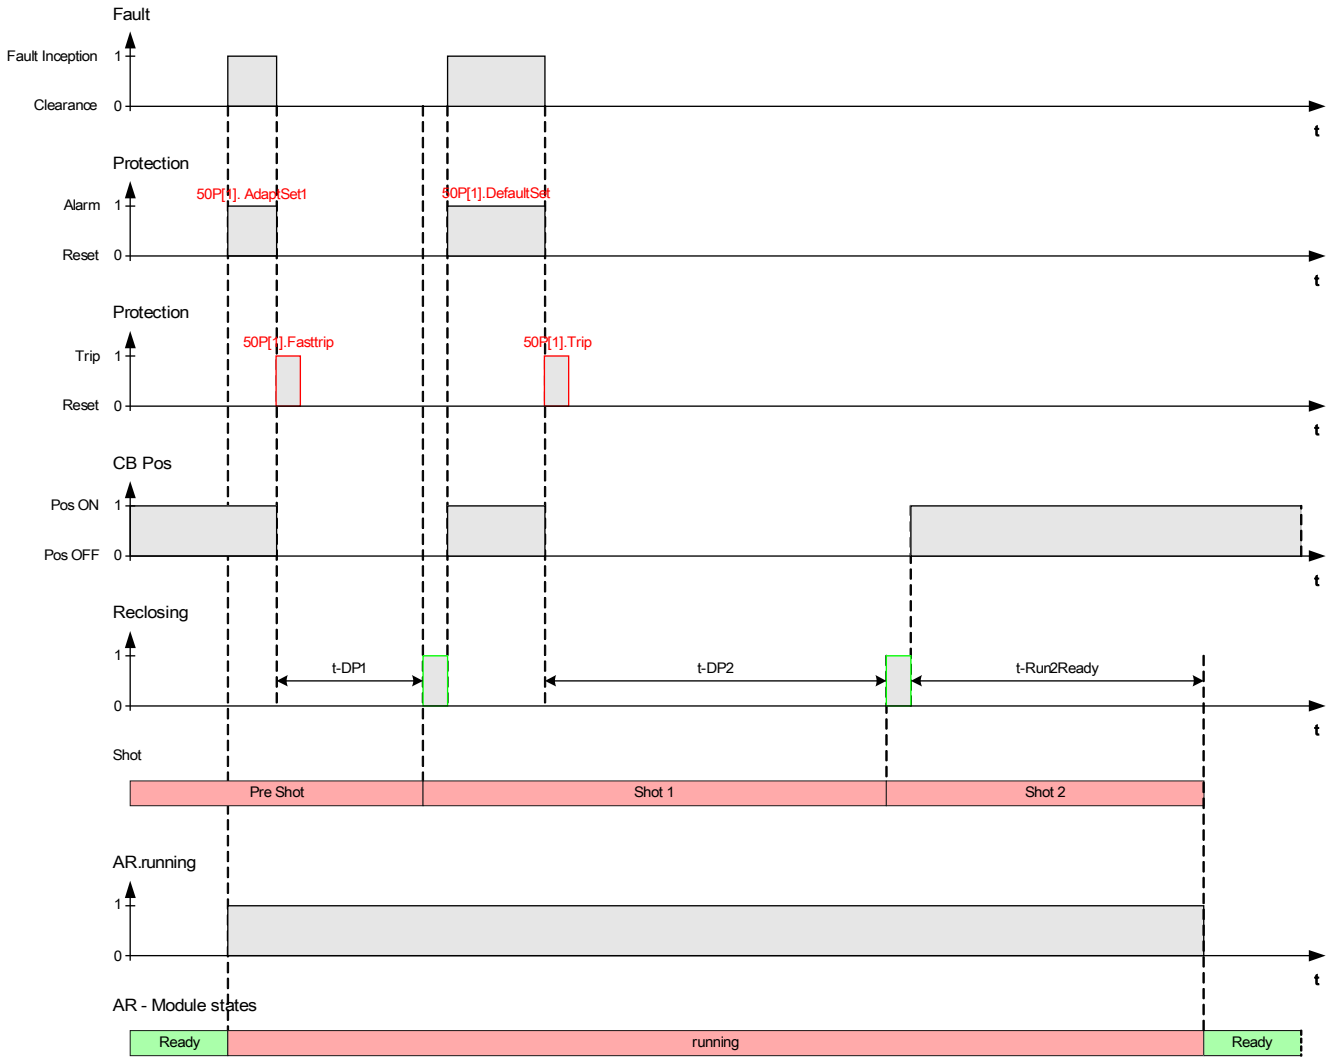 Fault
Fault Inception 1
Clearance 0
t
Protection
50P[1]. AdaptSet1 50P[1].DefaultSet
Alarm 1
Reset 0
t
Protection
50P[1].Fasttrip 50P[1].Trip
Trip 1
Reset 0
t
CB Pos
Pos ON 1
Pos OFF 0
t
Reclosing
1
t-DP1 t-DP2 t-Run2Ready
0
t
Shot
Pre Shot Shot 1 Shot 2
AR.running
1
0
t
AR - Module states
Ready running Ready